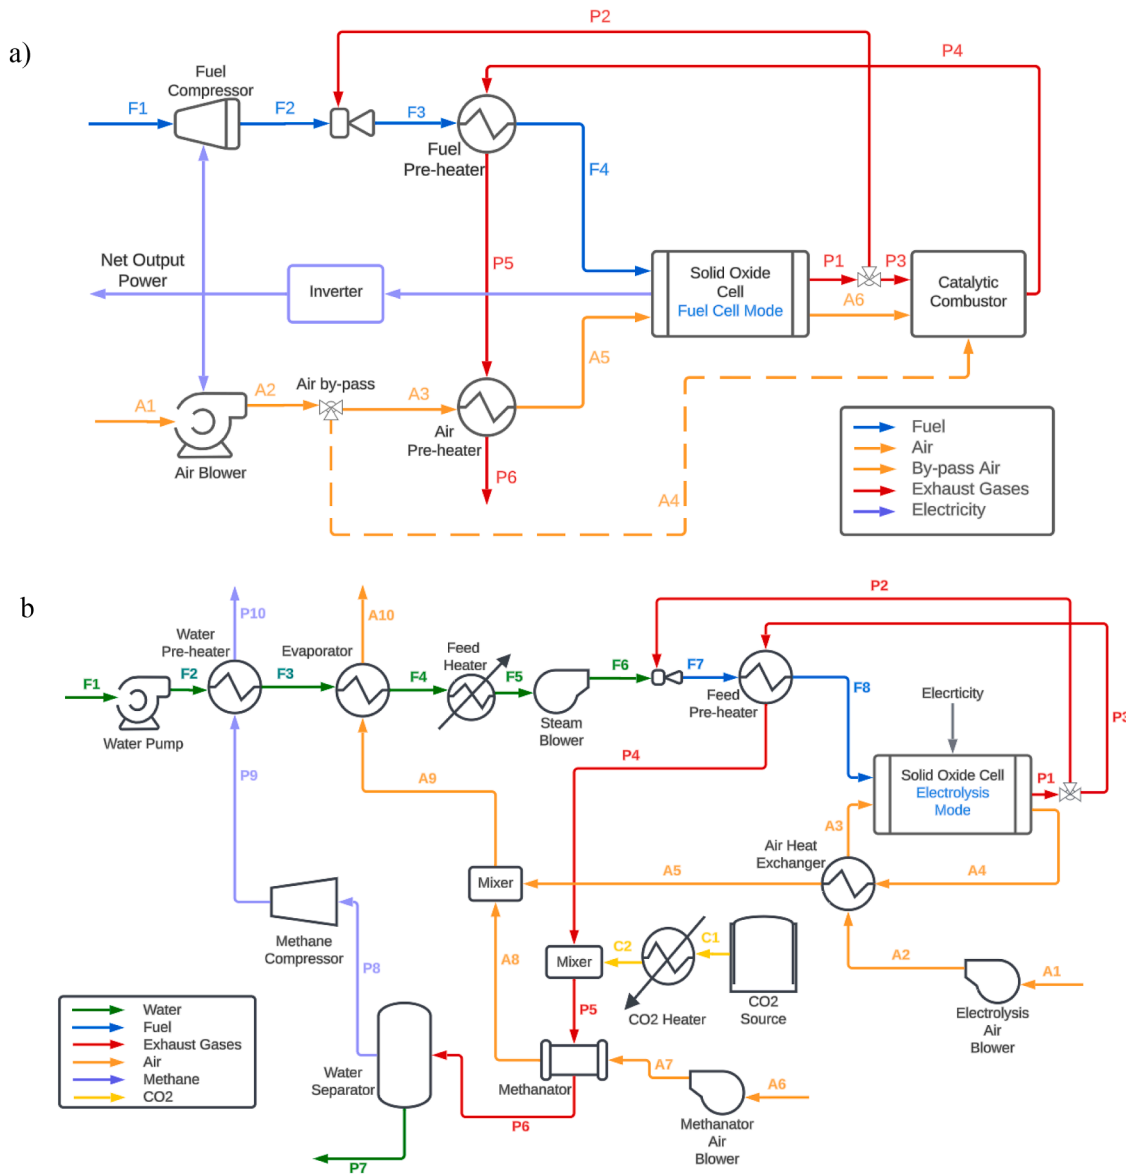 a)
P2
P4
Fuel
Compressor
F1
F2
F3
Fuel
Pre-heater
F4
P5
Net Output
Power
Inverter
Solid Oxide
Cell
Fuel Cell Mode
P1
P3
A6
Catalytic
Combustor
A5
A1
A2
Air by-pass
A3
Air Blower
Air
Pre-heater
P6
A4
Fuel
Air
By-pass Air
Exhaust Gases
Electricity
b
P10
A10
P2
Water
Pre-heater
Evaporator
Feed
Heater
F1
F2
F3
F4
F5
F6
F7
F8
Water Pump
Steam
Blower
Feed
Pre-heater
Electricity
P3
P4
P9
A9
Solid Oxide Cell
Electrolysis
Mode
P1
A3
Air Heat
Exchanger
A4
A5
Mixer
Methane
Compressor
P8
A8
Mixer
C2
C1
CO2 Heater
CO2
Source
A2
A1
Electrolysis
Air
Blower
P5
Water
Fuel
Exhaust Gases
Air
Methane
CO2
Water
Separator
Methanator
A7
A6
Methanator
Air
Blower
P6
P7